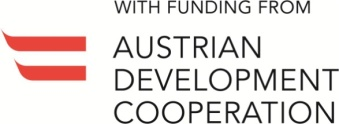 WITH FUNDING FROM
AUSTRIAN
DEVELOPMENT
COOPERATION